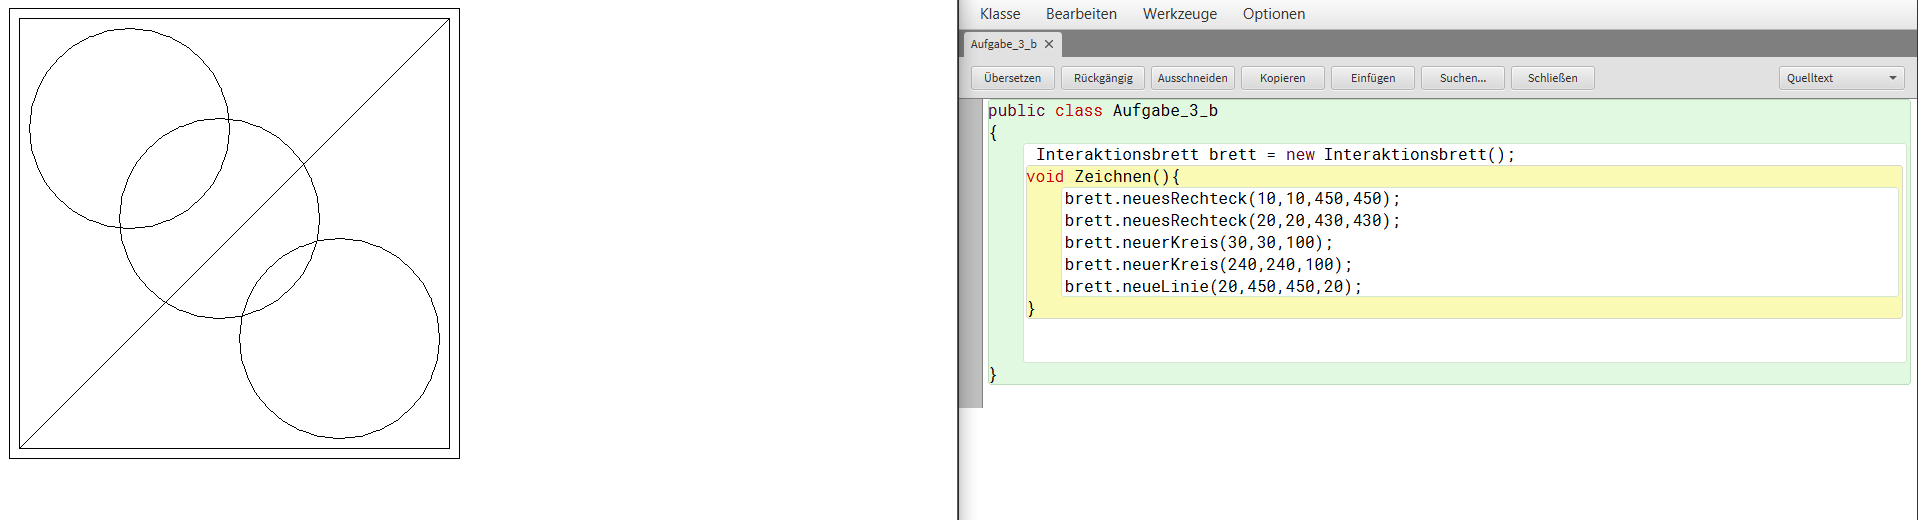 Klasse Bearbeiten Werkzeuge Optionen
Aufgabe_3_b ×
Übersetzen Rückgängig Ausschneiden Kopieren Einfügen Suchen... Schließen Quelltext
public class Aufgabe_3_b
{
Interaktionsbrett brett = new Interaktionsbrett();
void Zeichnen(){
brett.neuesRechteck(10,10,450,450);
brett.neuesRechteck(20,20,430,430);
brett.neuerKreis(30,30,100);
brett.neuerKreis(240,240,100);
brett.neueLinie(20,450,450,20);
}
}